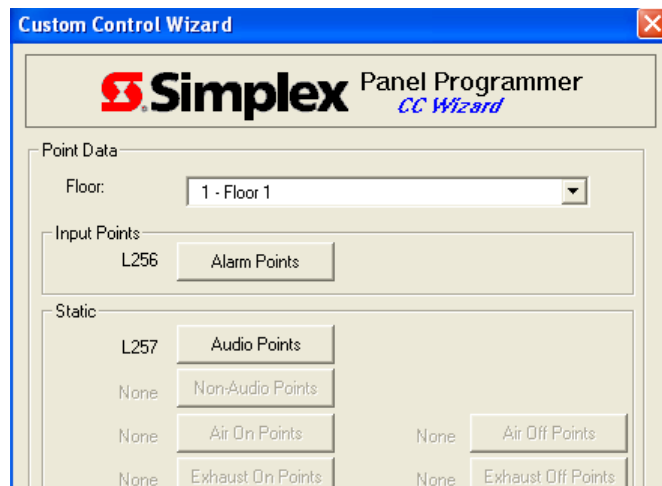 Custom Control Wizard
Simplex Panel Programmer
CC Wizard
Point Data
Floor: 1 - Floor 1
Input Points
L256 Alarm Points
Static
L257 Audio Points
None Non-Audio Points
None Air On Points None Air Off Points
None Exhaust On Points None Exhaust Off Points